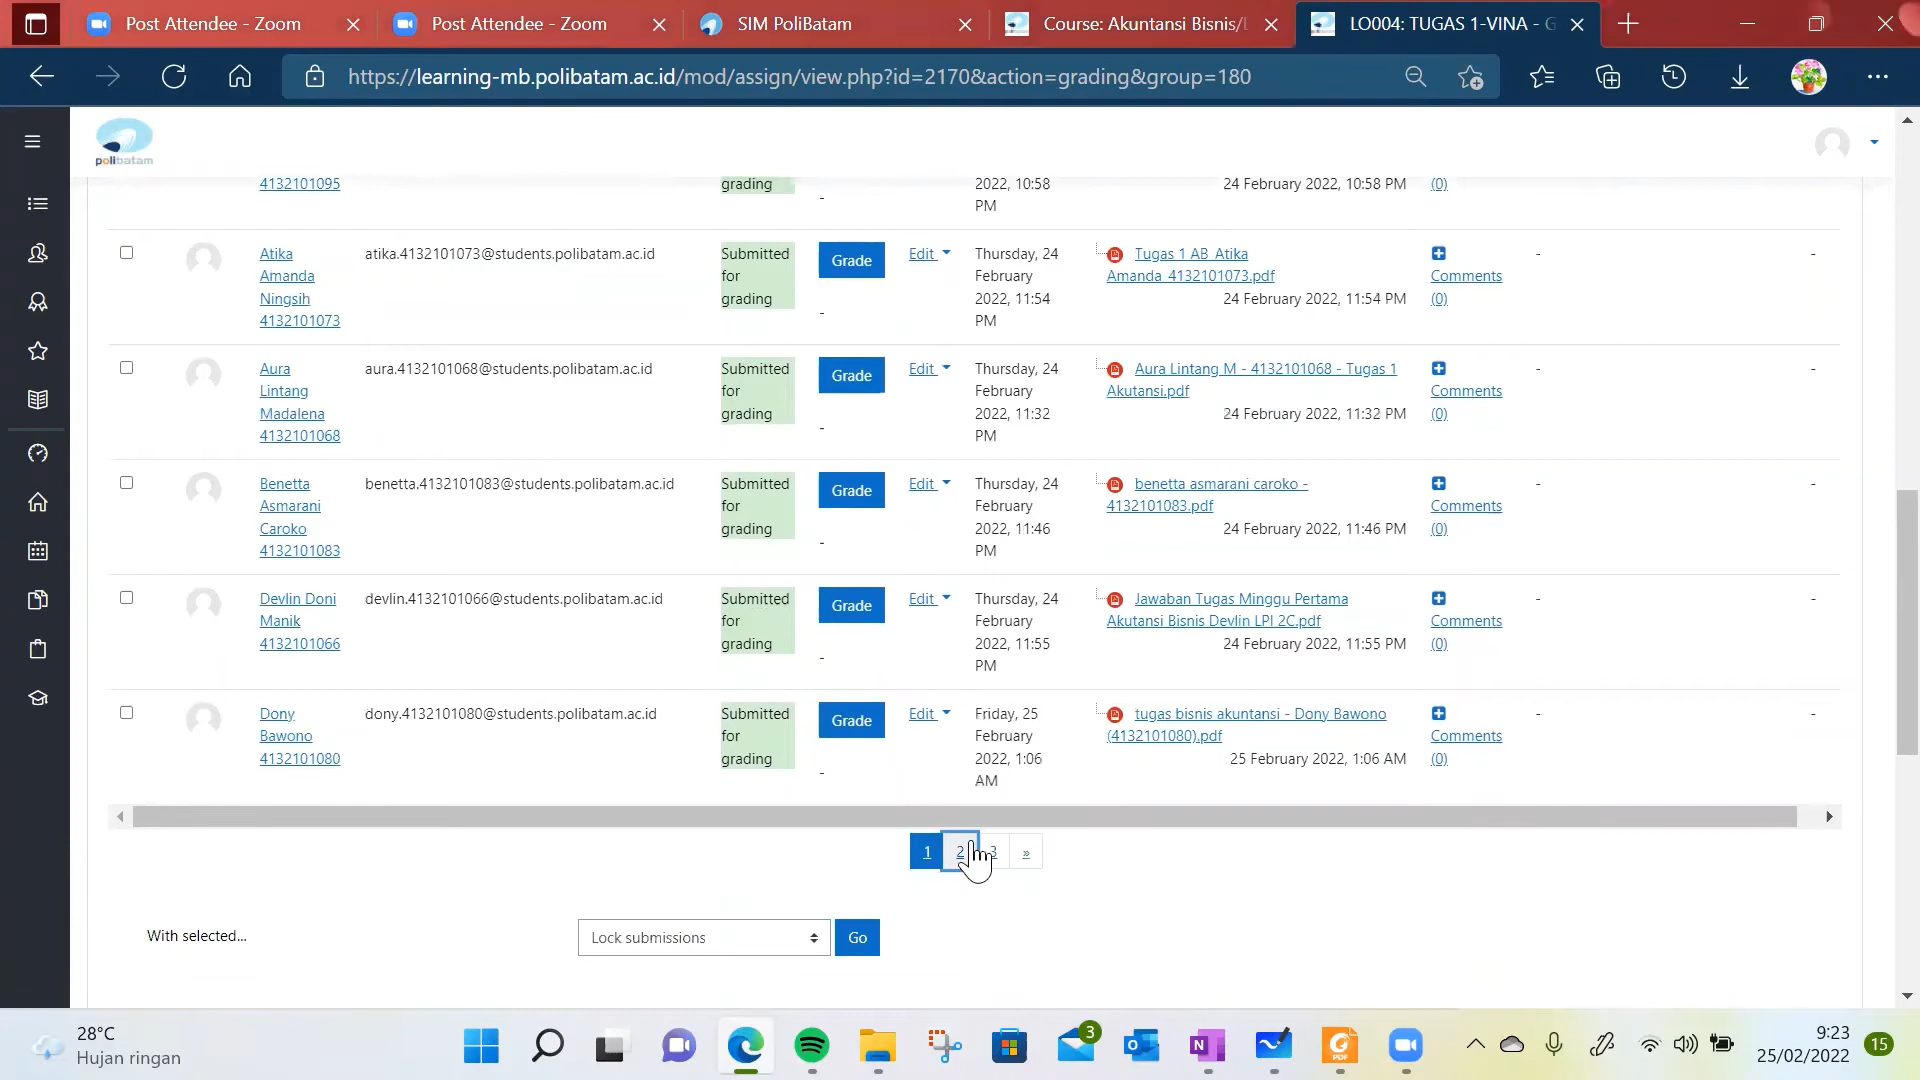 Post Attendee - Zoom
Post Attendee - Zoom
SIM PoliBatam
Course: Akuntansi Bisnis/
LO004: TUGAS 1-VINA - G
https://learning-mb.polibatam.ac.id/mod/assign/view.php?id=2170&action=grading&group=180
polibatam
4132101095
grading
-
2022, 10:58
PM
24 February 2022, 10:58 PM
(0)
Atika
Amanda
Ningsih
4132101073
atika.4132101073@students.polibatam.ac.id
Submitted
for
grading
Grade
-
Edit
Thursday, 24
February
2022, 11:54
PM
Tugas 1 AB_Atika
Amanda_4132101073.pdf
24 February 2022, 11:54 PM
Comments
(0)
-
-
Aura
Lintang
Madalena
4132101068
aura.4132101068@students.polibatam.ac.id
Submitted
for
grading
Grade
-
Edit
Thursday, 24
February
2022, 11:32
PM
Aura Lintang M - 4132101068 - Tugas 1
Akutansi.pdf
24 February 2022, 11:32 PM
Comments
(0)
-
-
Benetta
Asmarani
Caroko
4132101083
benetta.4132101083@students.polibatam.ac.id
Submitted
for
grading
Grade
-
Edit
Thursday, 24
February
2022, 11:46
PM
benetta asmarani caroko -
4132101083.pdf
24 February 2022, 11:46 PM
Comments
(0)
-
-
Devlin Doni
Manik
4132101066
devlin.4132101066@students.polibatam.ac.id
Submitted
for
grading
Grade
-
Edit
Thursday, 24
February
2022, 11:55
PM
Jawaban Tugas Minggu Pertama
Akutansi Bisnis Devlin LPI 2C.pdf
24 February 2022, 11:55 PM
Comments
(0)
-
-
Dony
Bawono
4132101080
dony.4132101080@students.polibatam.ac.id
Submitted
for
grading
Grade
-
Edit
Friday, 25
February
2022, 1:06
AM
tugas bisnis akuntansi - Dony Bawono
(4132101080).pdf
25 February 2022, 1:06 AM
Comments
(0)
-
-
1 2 3 »
With selected...
Lock submissions
Go
28°C
Hujan ringan
3
9:23
25/02/2022
15